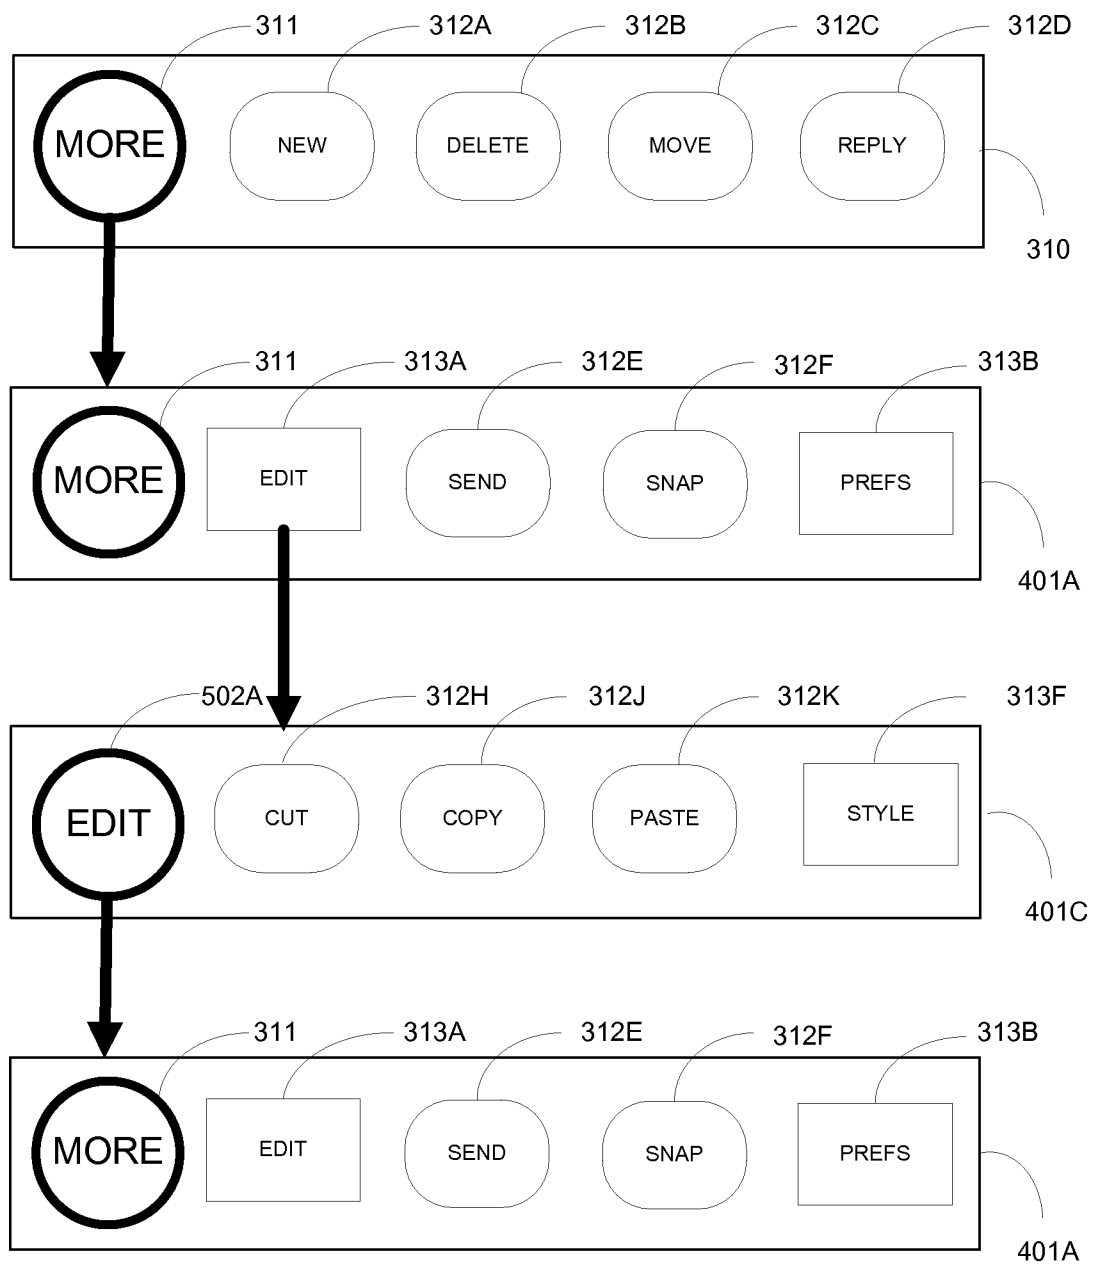 311 312A 312B 312C 312D
MORE NEW DELETE MOVE REPLY
310
311 313A 312E 312F 313B
MORE EDIT SEND SNAP PREFS
401A
502A 312H 312J 312K 313F
EDIT CUT COPY PASTE STYLE
401C
311 313A 312E 312F 313B
MORE EDIT SEND SNAP PREFS
401A